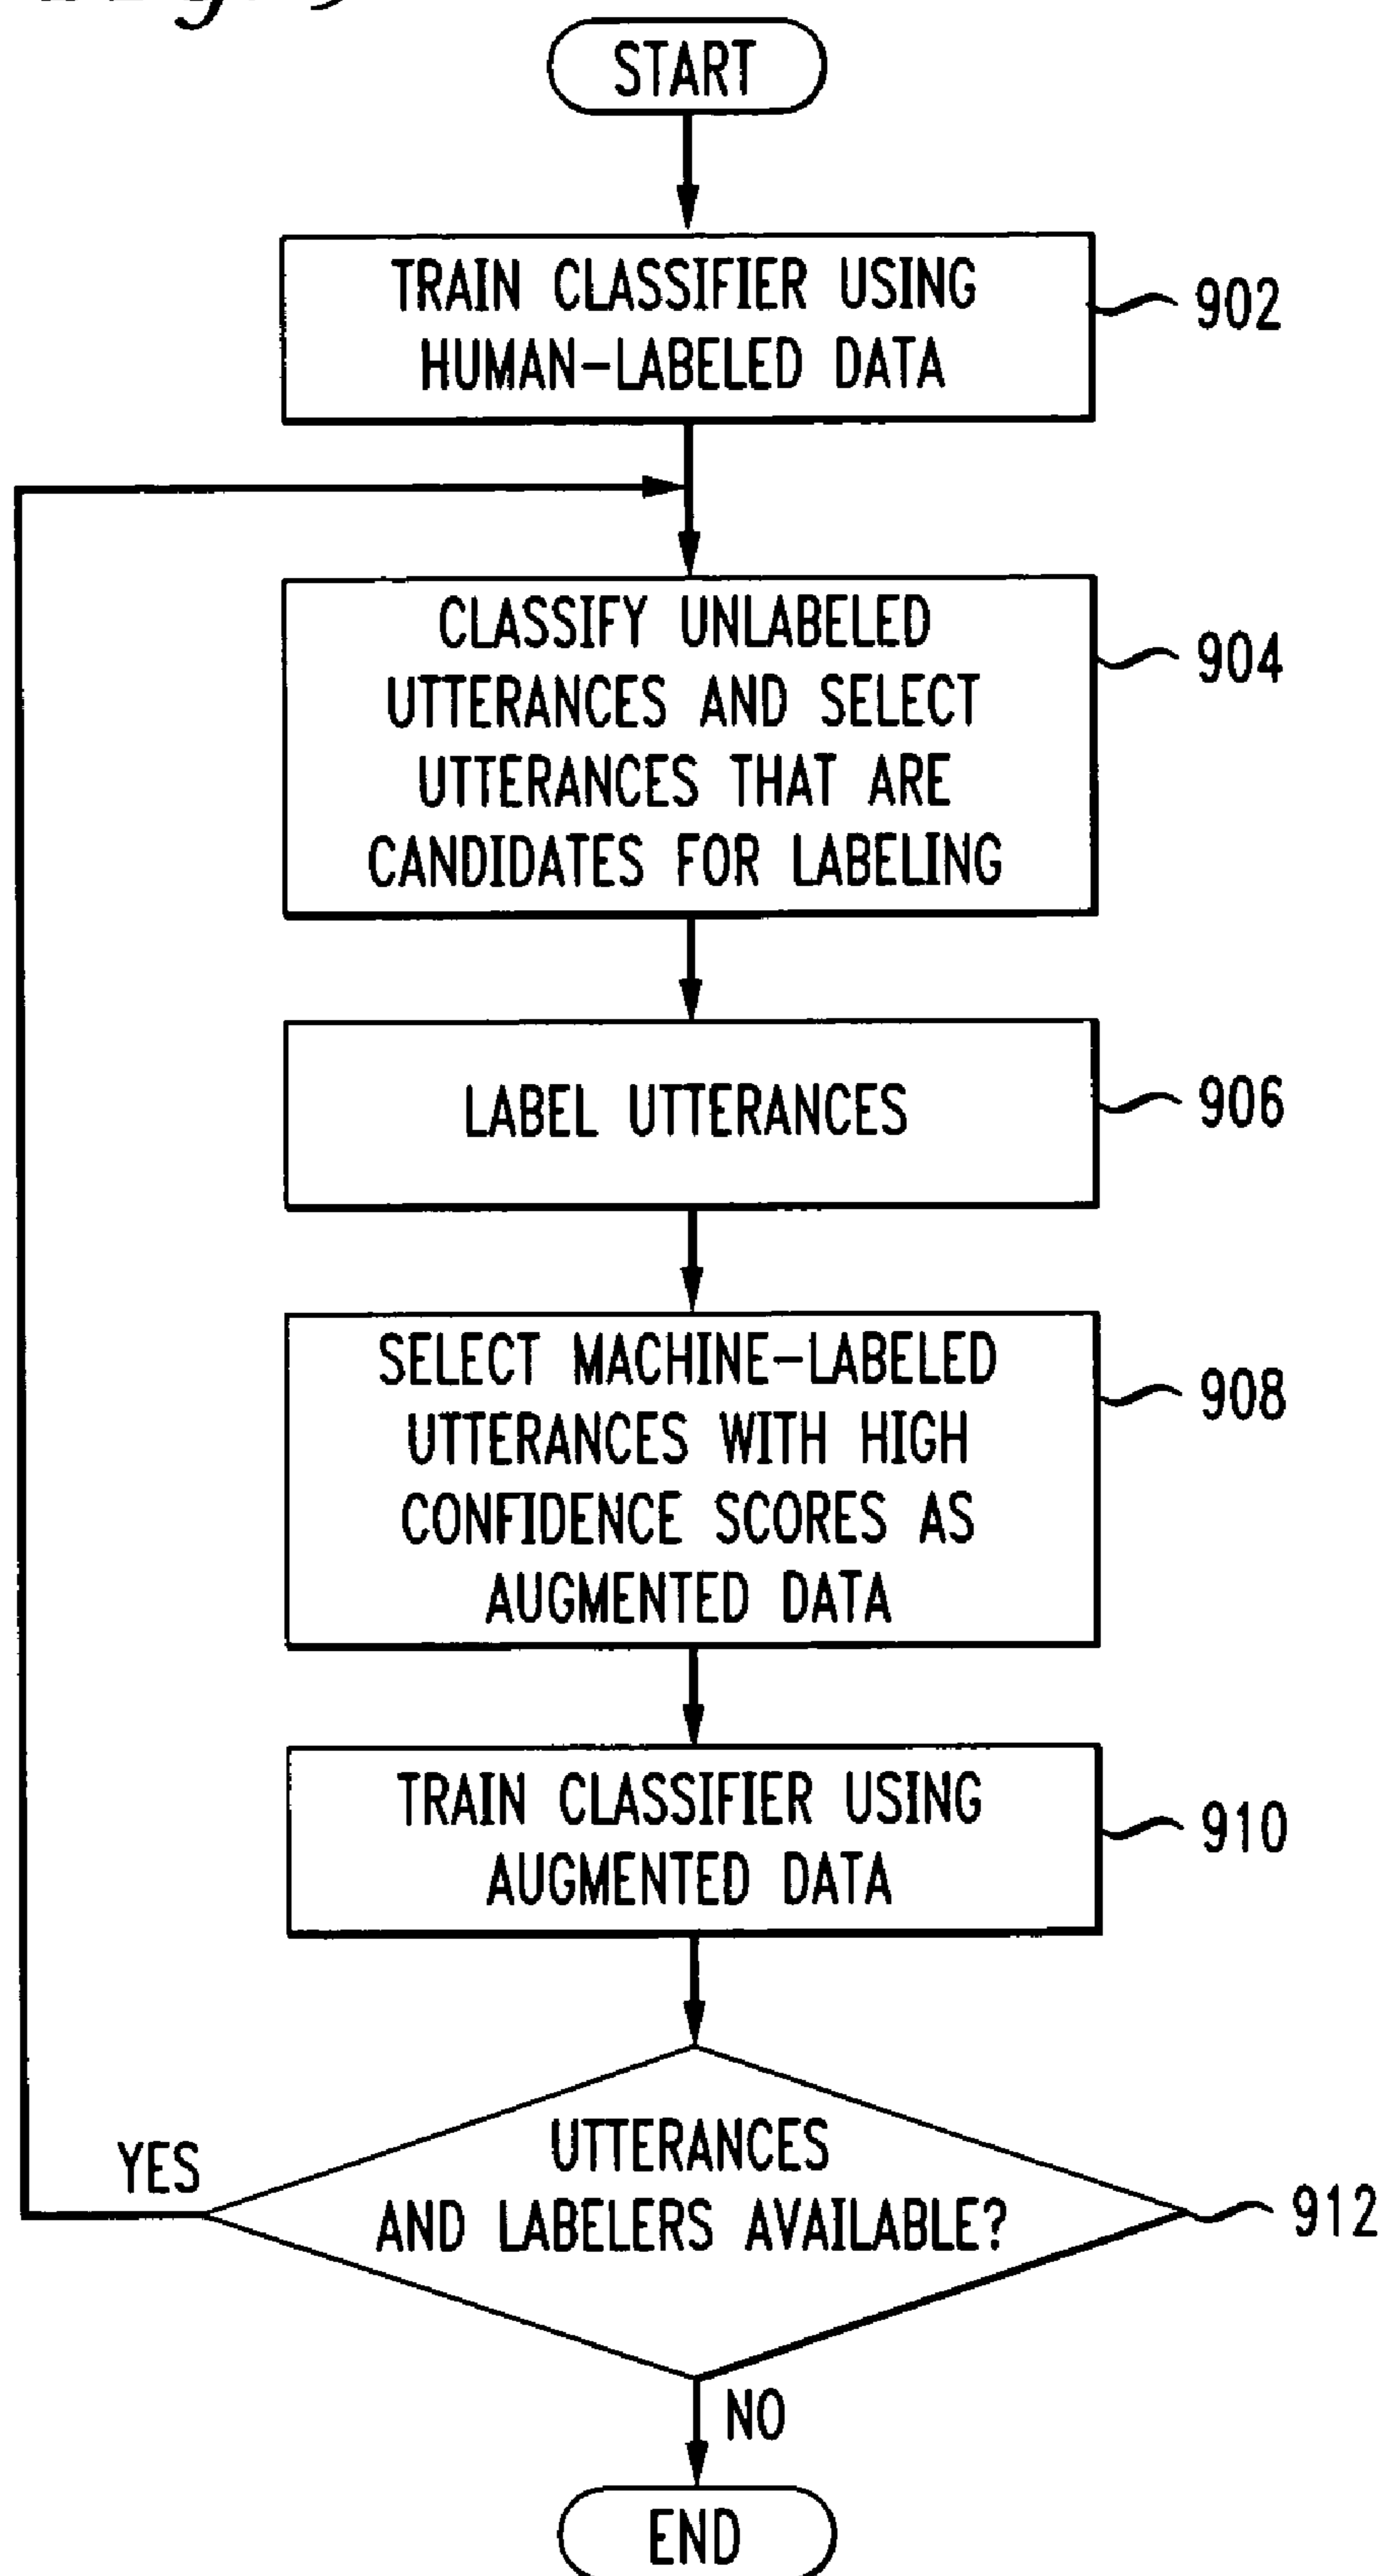 START
TRAIN CLASSIFIER USING
HUMAN-LABELED DATA
902
CLASSIFY UNLABELED
UTTERANCES AND SELECT
UTTERANCES THAT ARE
CANDIDATES FOR LABELING
904
LABEL UTTERANCES
906
SELECT MACHINE-LABELED
UTTERANCES WITH HIGH
CONFIDENCE SCORES AS
AUGMENTED DATA
908
TRAIN CLASSIFIER USING
AUGMENTED DATA
910
UTTERANCES
AND LABELERS AVAILABLE?
912
YES
NO
END